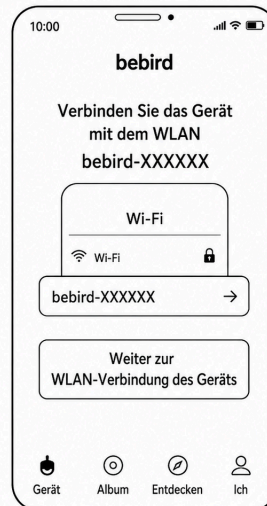 10:00
bebird
Verbinden Sie das Gerät
mit dem WLAN
bebird-XXXXXX
Wi-Fi
Wi-Fi
bebird-XXXXXX
Weiter zur
WLAN-Verbindung des Geräts
Gerät Album Entdecken Ich